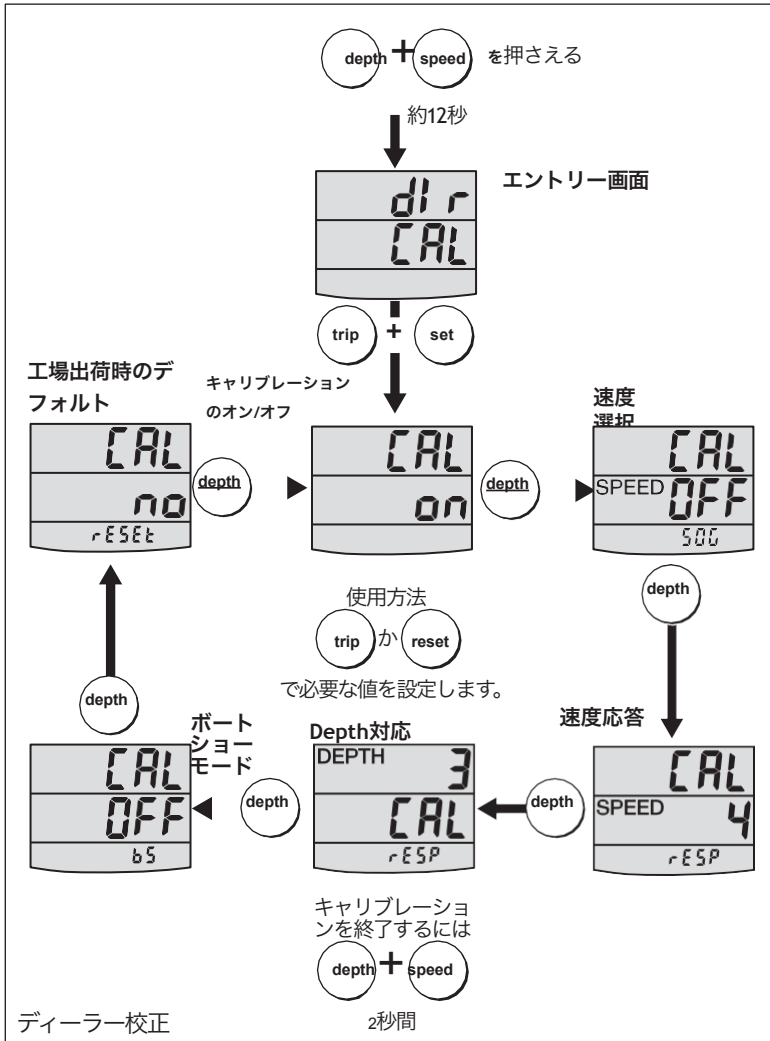 depth + speed を押さえる
約12秒
エントリー画面
dlr
CAL
trip + set
工場出荷時のデ
フォルト
キャリブレーション
のオン/オフ
速度
選択
CAL
no
rESEt
depth
CAL
on
depth
CAL
SPEED OFF
SOG
depth
使用方法
trip か reset
で必要な値を設定します。
depth
ボート
ショー
モード
Depth対応
速度応答
CAL
OFF
bS
depth
DEPTH 3
CAL
rESP
depth
CAL
SPEED 4
rESP
キャリブレーショ
ンを終了するには
depth + speed
2秒間
ディーラー校正